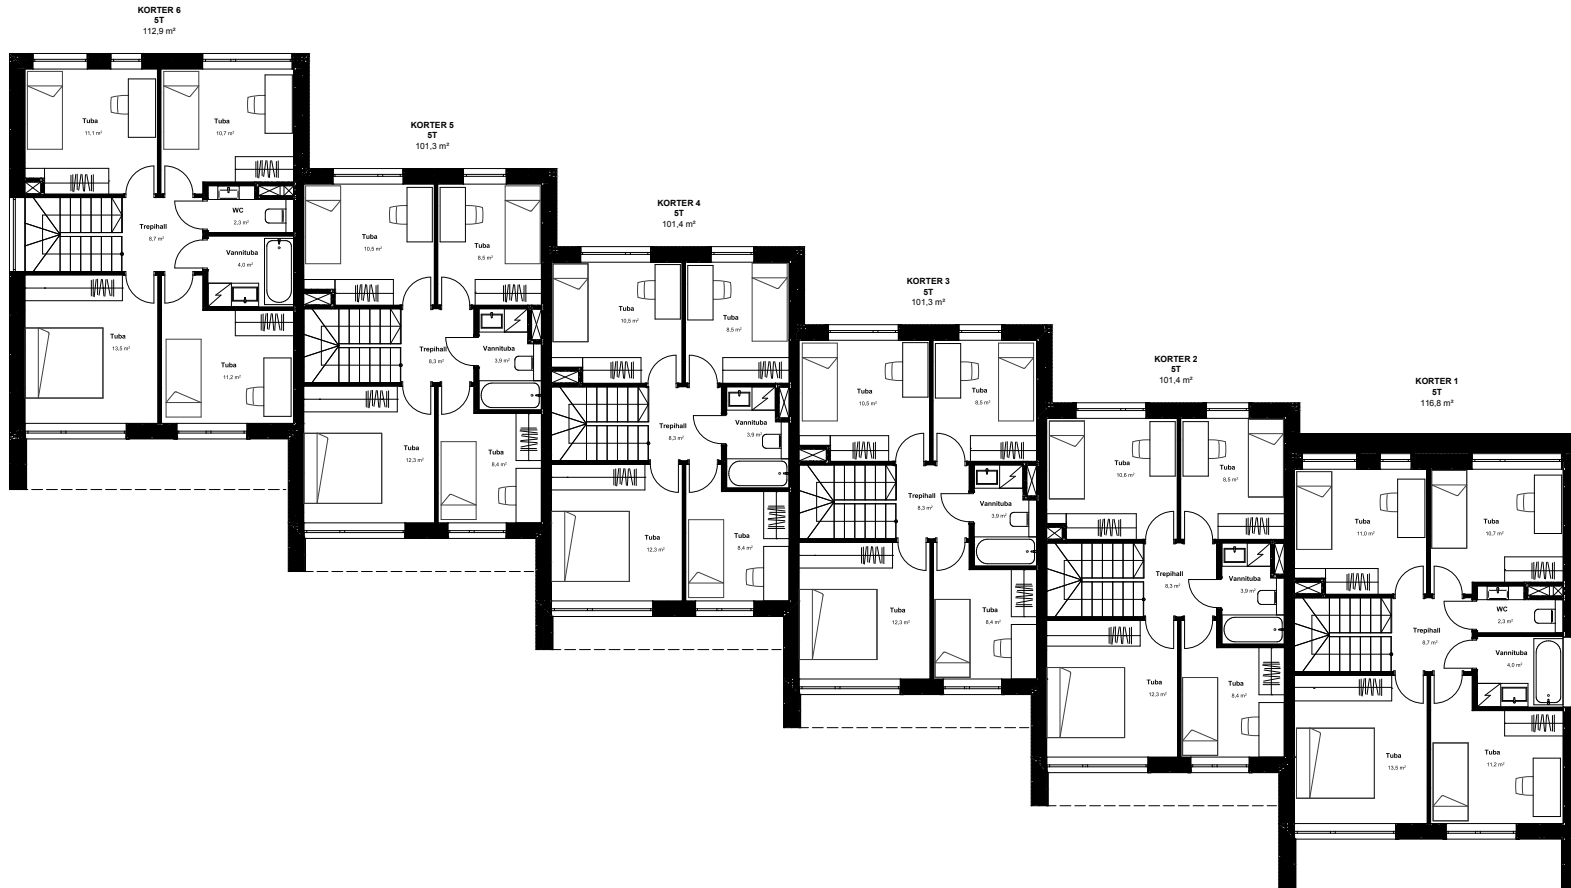 KORTER 6
5T
112,9 m²
Tuba
11,1 m²
Tuba
10,7 m²
Trepihall
8,7 m²
WC
2,3 m²
Vannituba
4,0 m²
Tuba
13,5 m²
Tuba
11,2 m²
KORTER 5
5T
101,3 m²
Tuba
10,5 m²
Tuba
8,5 m²
Trepihall
8,3 m²
Vannituba
3,9 m²
Tuba
12,3 m²
Tuba
8,4 m²
KORTER 4
5T
101,4 m²
Tuba
10,5 m²
Tuba
8,5 m²
Trepihall
8,3 m²
Vannituba
3,9 m²
Tuba
12,3 m²
Tuba
8,4 m²
KORTER 3
5T
101,3 m²
Tuba
10,5 m²
Tuba
8,5 m²
Trepihall
8,3 m²
Vannituba
3,9 m²
Tuba
12,3 m²
Tuba
8,4 m²
KORTER 2
5T
101,4 m²
Tuba
10,6 m²
Tuba
8,5 m²
Trepihall
8,3 m²
Vannituba
3,9 m²
Tuba
12,3 m²
Tuba
8,4 m²
KORTER 1
5T
116,8 m²
Tuba
11,0 m²
Tuba
10,7 m²
Trepihall
8,7 m²
WC
2,3 m²
Vannituba
4,0 m²
Tuba
13,5 m²
Tuba
11,2 m²